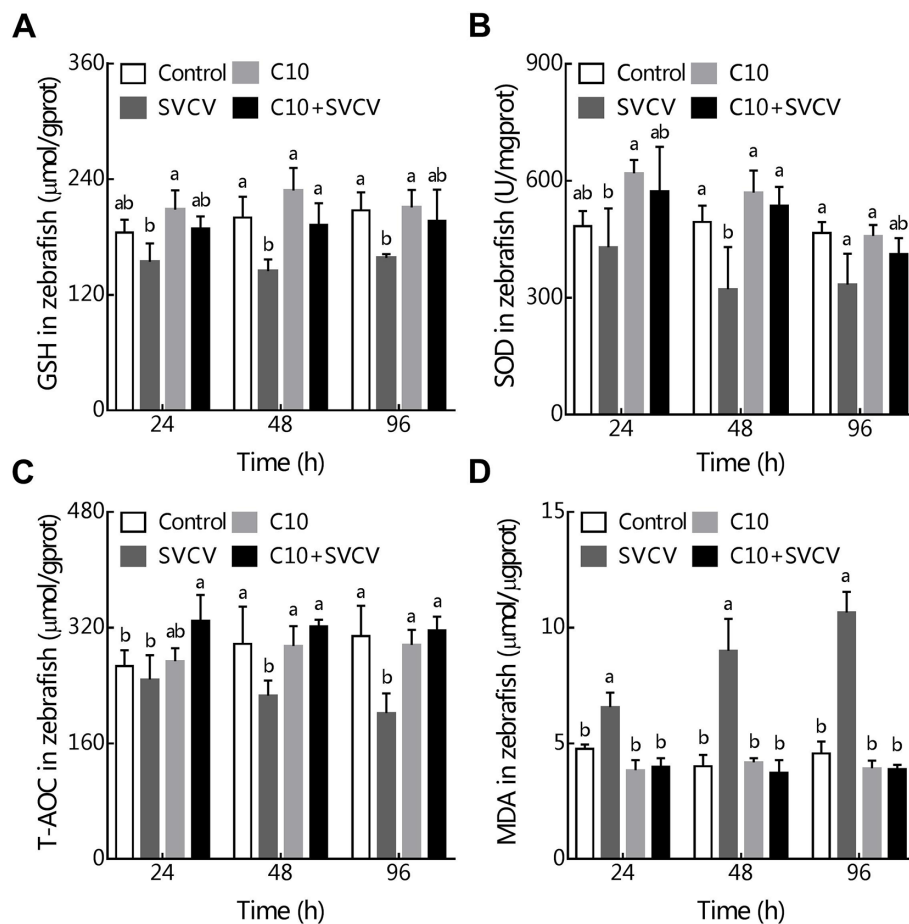 A
GSH in zebrafish (μmol/gprot)
360
240
120
0
Control C10
SVCV C10+SVCV
ab b a ab
a b a a
a b a ab
24 48 96
Time (h)
B
SOD in zebrafish (U/mgprot)
900
600
300
0
Control C10
SVCV C10+SVCV
ab b a ab
a b a a
a a ab ab
24 48 96
Time (h)
C
T-AOC in zebrafish (μmol/gprot)
480
320
160
0
Control C10
SVCV C10+SVCV
b b ab a
a b a a
a b a a
24 48 96
Time (h)
D
MDA in zebrafish (μmol/μgprot)
15
10
5
0
Control C10
SVCV C10+SVCV
b a b b
b a b b
b a b b
24 48 96
Time (h)